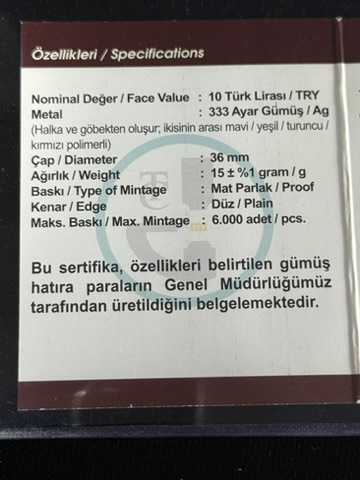 Özellikleri / Specifications
Nominal Değer / Face Value : 10 Türk Lirası / TRY
Metal : 333 Ayar Gümüş / Ag
(Halka ve göbekten oluşur; ikisinin arası mavi / yeşil / turuncu /
kırmızı polimerli)
Çap / Diameter : 36 mm
Ağırlık / Weight : 15 ± %1 gram / g
Baskı / Type of Mintage : Mat Parlak / Proof
Kenar / Edge : Düz / Plain
Maks. Baskı / Max. Mintage : 6.000 adet / pcs.
Bu sertifika, özellikleri belirtilen gümüş
hatıra paraların Genel Müdürlüğümüz
tarafından üretildiğini belgelemektedir.